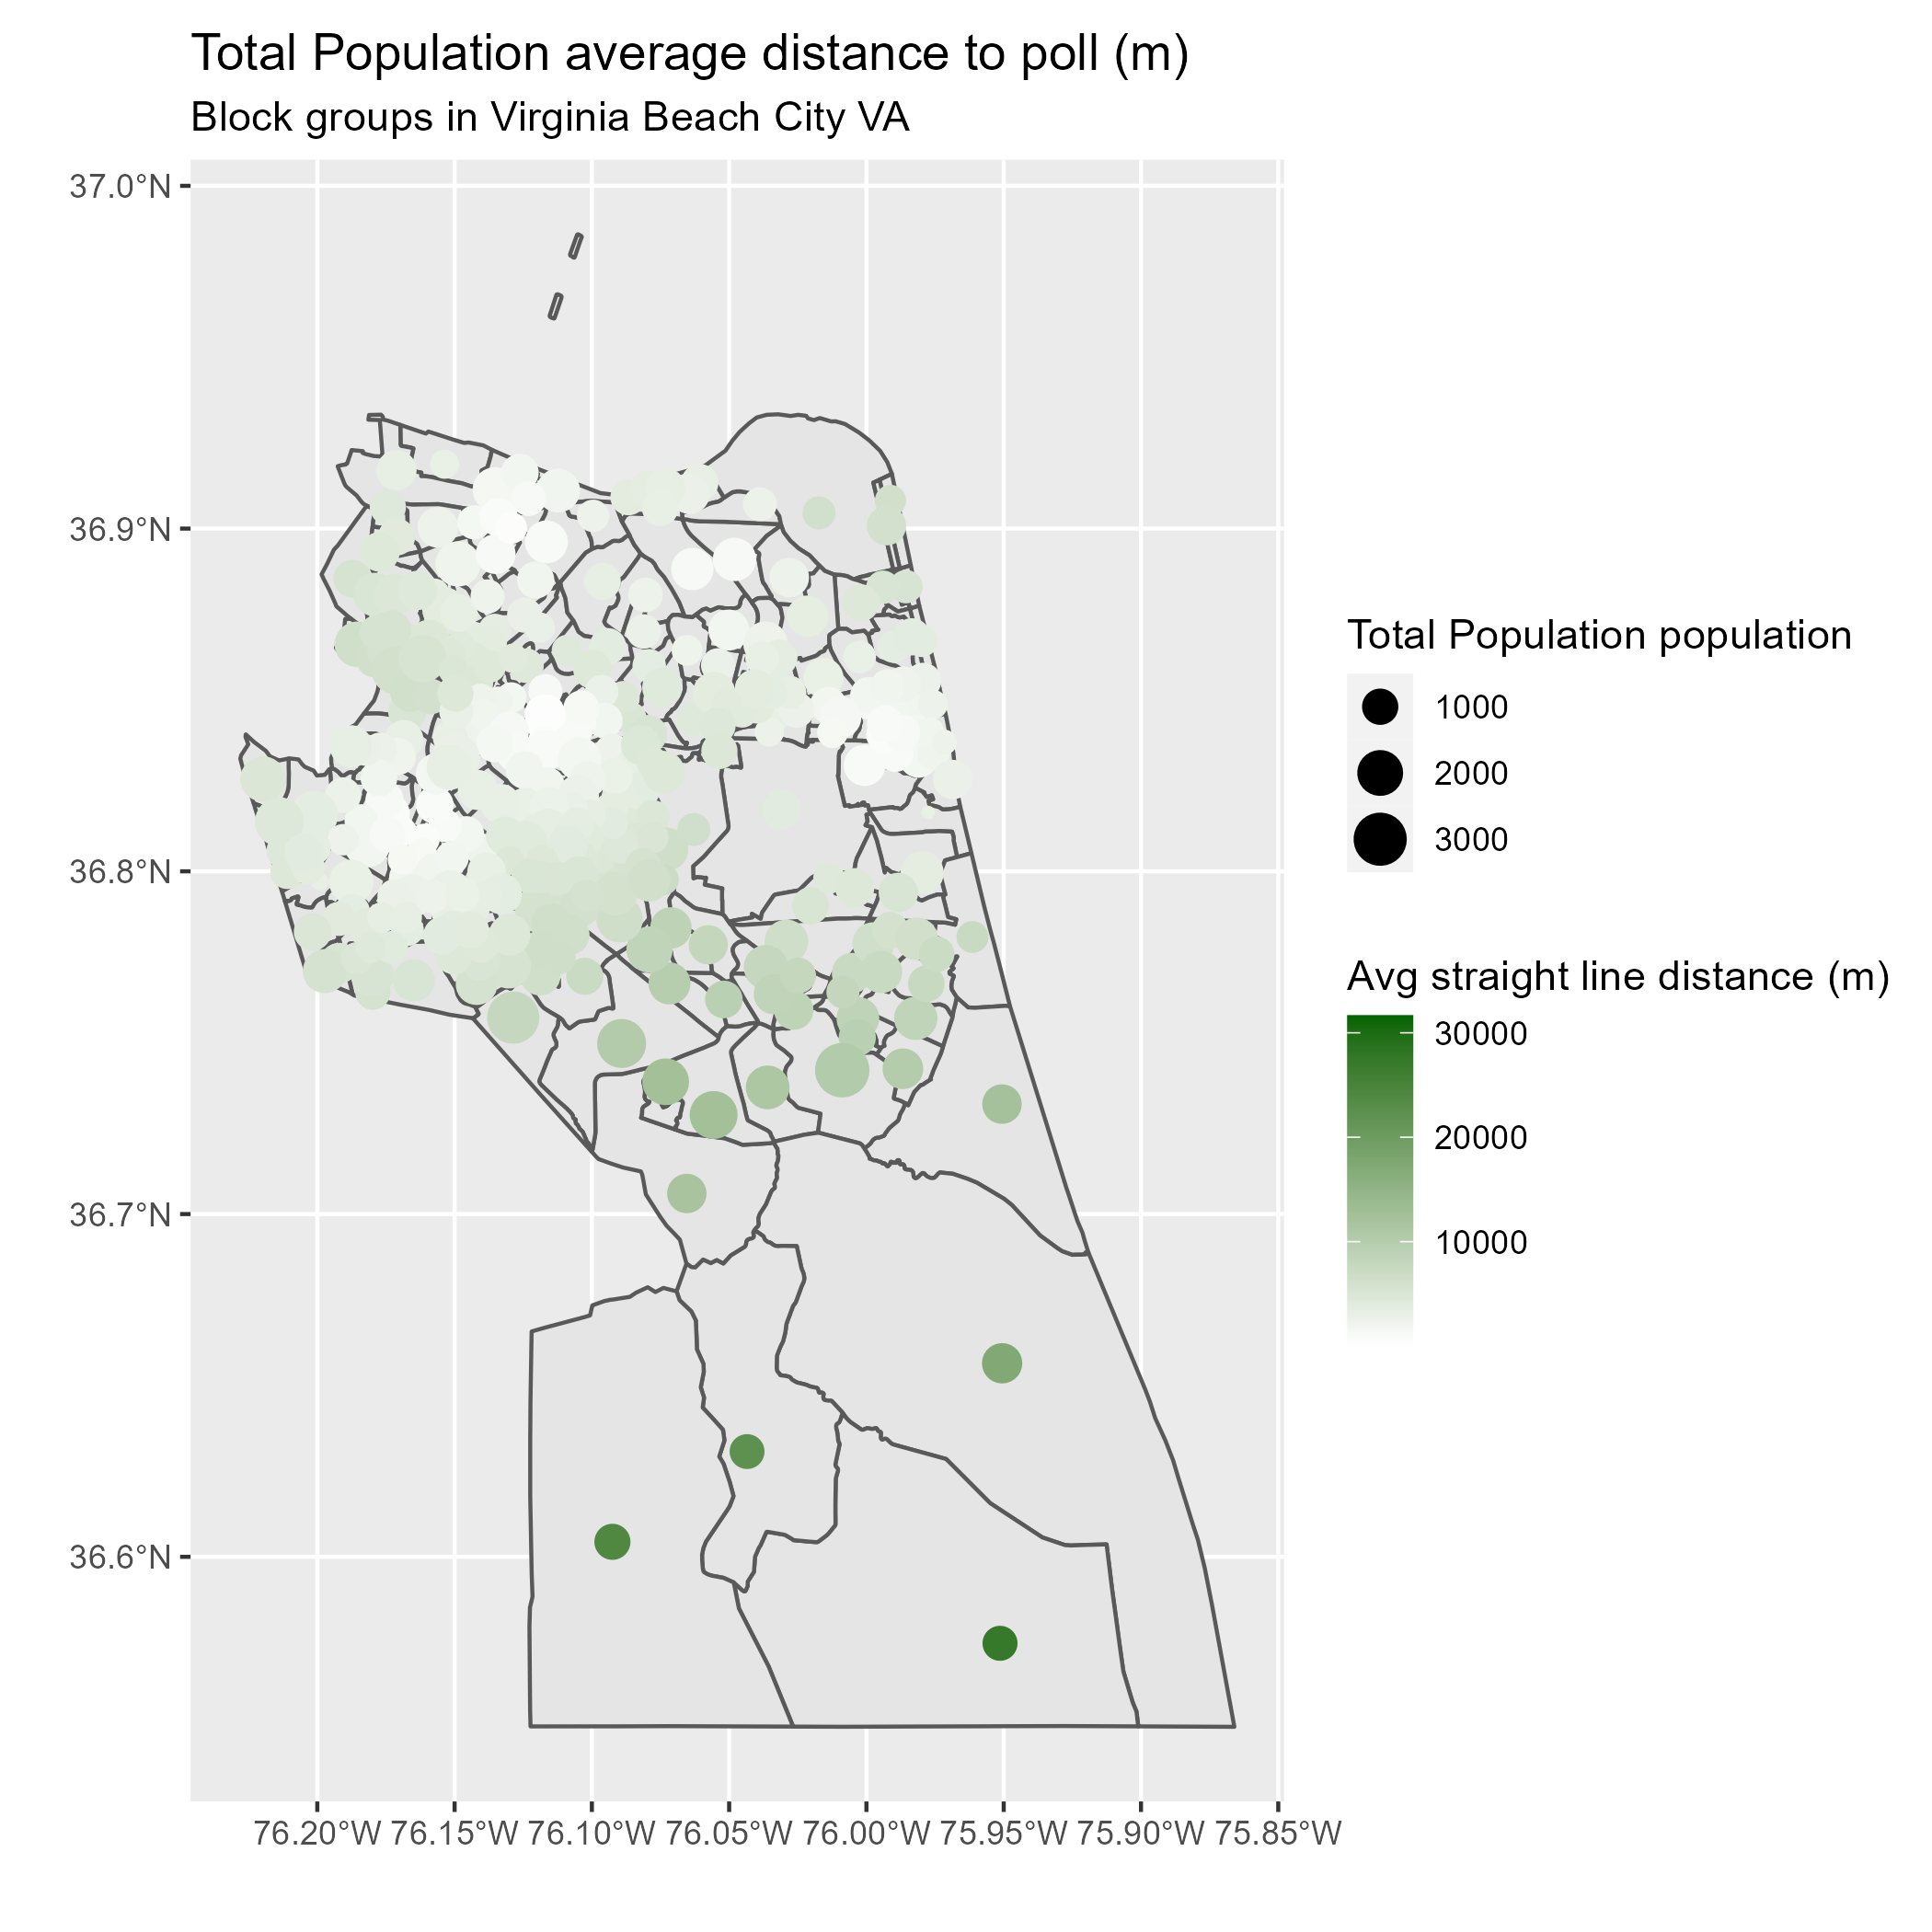 Total Population average distance to poll (m)
Block groups in Virginia Beach City VA
37.0°N
36.9°N
36.8°N
36.7°N
36.6°N
76.20°W 76.15°W 76.10°W 76.05°W 76.00°W 75.95°W 75.90°W 75.85°W
Total Population population
1000
2000
3000
Avg straight line distance (m)
30000
20000
10000